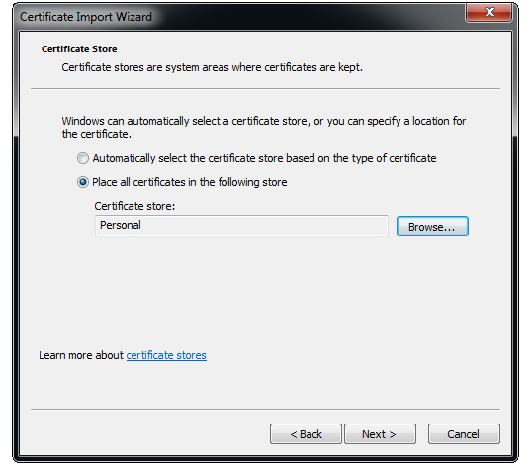 Certificate Import Wizard
Certificate Store
Certificate stores are system areas where certificates are kept.
Windows can automatically select a certificate store, or you can specify a location for
the certificate.
Automatically select the certificate store based on the type of certificate
Place all certificates in the following store
Certificate store:
Personal
Browse...
Learn more about certificate stores
< Back
Next >
Cancel